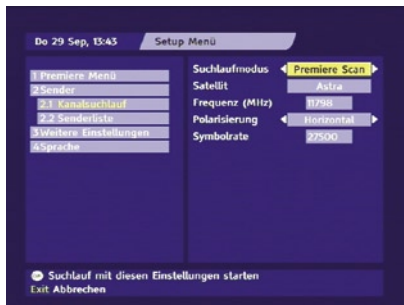 Do 29 Sep, 13:43 Setup Menü
1 Premiere Menü
2 Sender
2.1 Kanalsuchlauf
2.2 Senderliste
3 Weitere Einstellungen
4 Sprache
Suchlaufmodus Premiere Scan
Satellit Astra
Frequenz (MHz) 11798
Polarisierung Horizontal
Symbolrate 27500
Suchlauf mit diesen Einstellungen starten
Exit Abbrechen